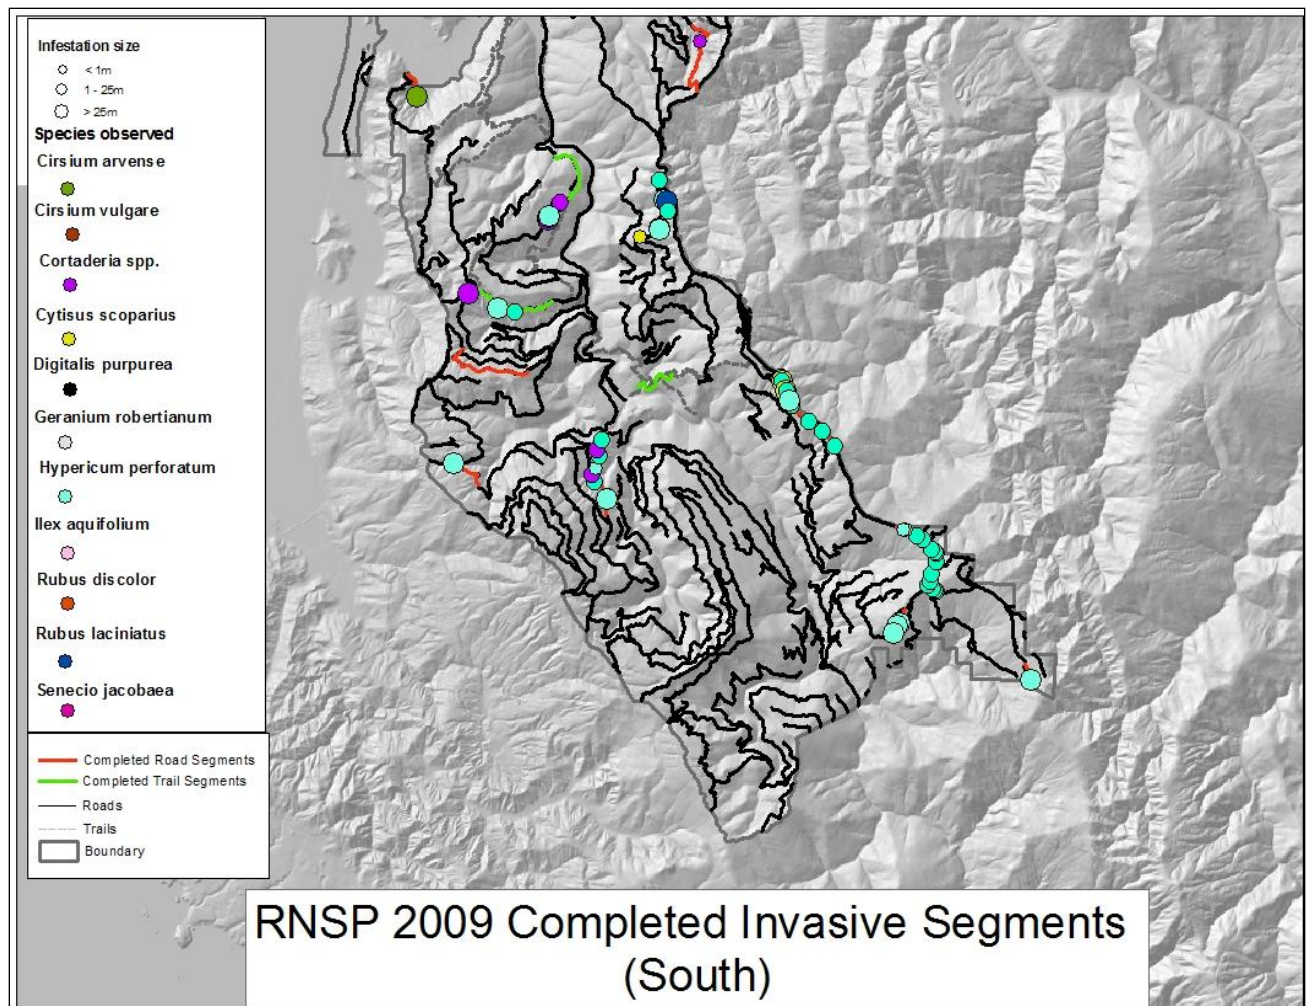 Infestation size
< 1m
1 - 25m
> 25m
Species observed
Cirsium arvense
Cirsium vulgare
Cortaderia spp.
Cytisus scoparius
Digitalis purpurea
Geranium robertianum
Hypericum perforatum
Ilex aquifolium
Rubus discolor
Rubus laciniatus
Senecio jacobaea
Completed Road Segments
Completed Trail Segments
Roads
Trails
Boundary
RNSP 2009 Completed Invasive Segments
(South)